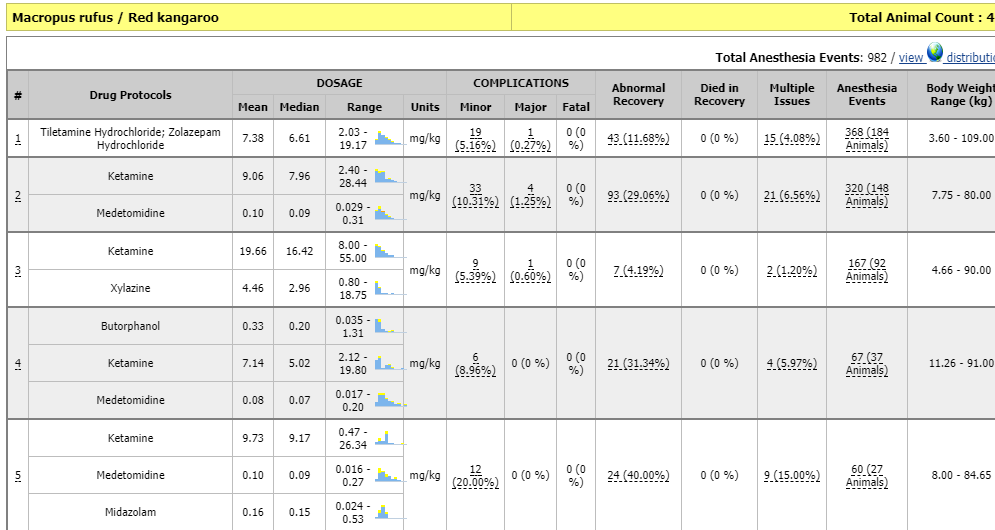 Macropus rufus / Red kangaroo Total Animal Count : 4
Total Anesthesia Events: 982 / view distributio
# Drug Protocols DOSAGE COMPLICATIONS Abnormal Recovery Died in Recovery Multiple Issues Anesthesia Events Body Weight Range (kg)
Mean Median Range Units Minor Major Fatal
1 Tiletamine Hydrochloride; Zolazepam Hydrochloride 7.38 6.61 2.03 - 19.17 mg/kg 19 (5.16%) 1 (0.27%) 0 (0 %) 43 (11.68%) 0 (0 %) 15 (4.08%) 368 (184 Animals) 3.60 - 109.00
2 Ketamine 9.06 7.96 2.40 - 28.44 mg/kg 33 (10.31%) 4 (1.25%) 0 (0 %) 93 (29.06%) 0 (0 %) 21 (6.56%) 320 (148 Animals) 7.75 - 80.00
Medetomidine 0.10 0.09 0.029 - 0.31
3 Ketamine 19.66 16.42 8.00 - 55.00 mg/kg 9 (5.39%) 1 (0.60%) 0 (0 %) 7 (4.19%) 0 (0 %) 2 (1.20%) 167 (92 Animals) 4.66 - 90.00
Xylazine 4.46 2.96 0.80 - 18.75
4 Butorphanol 0.33 0.20 0.035 - 1.31 mg/kg 6 (8.96%) 0 (0 %) 0 (0 %) 21 (31.34%) 0 (0 %) 4 (5.97%) 67 (37 Animals) 11.26 - 91.00
Ketamine 7.14 5.02 2.12 - 19.80
Medetomidine 0.08 0.07 0.017 - 0.20
5 Ketamine 9.73 9.17 0.47 - 26.34 mg/kg 12 (20.00%) 0 (0 %) 0 (0 %) 24 (40.00%) 0 (0 %) 9 (15.00%) 60 (27 Animals) 8.00 - 84.65
Medetomidine 0.10 0.09 0.016 - 0.27
Midazolam 0.16 0.15 0.024 - 0.53